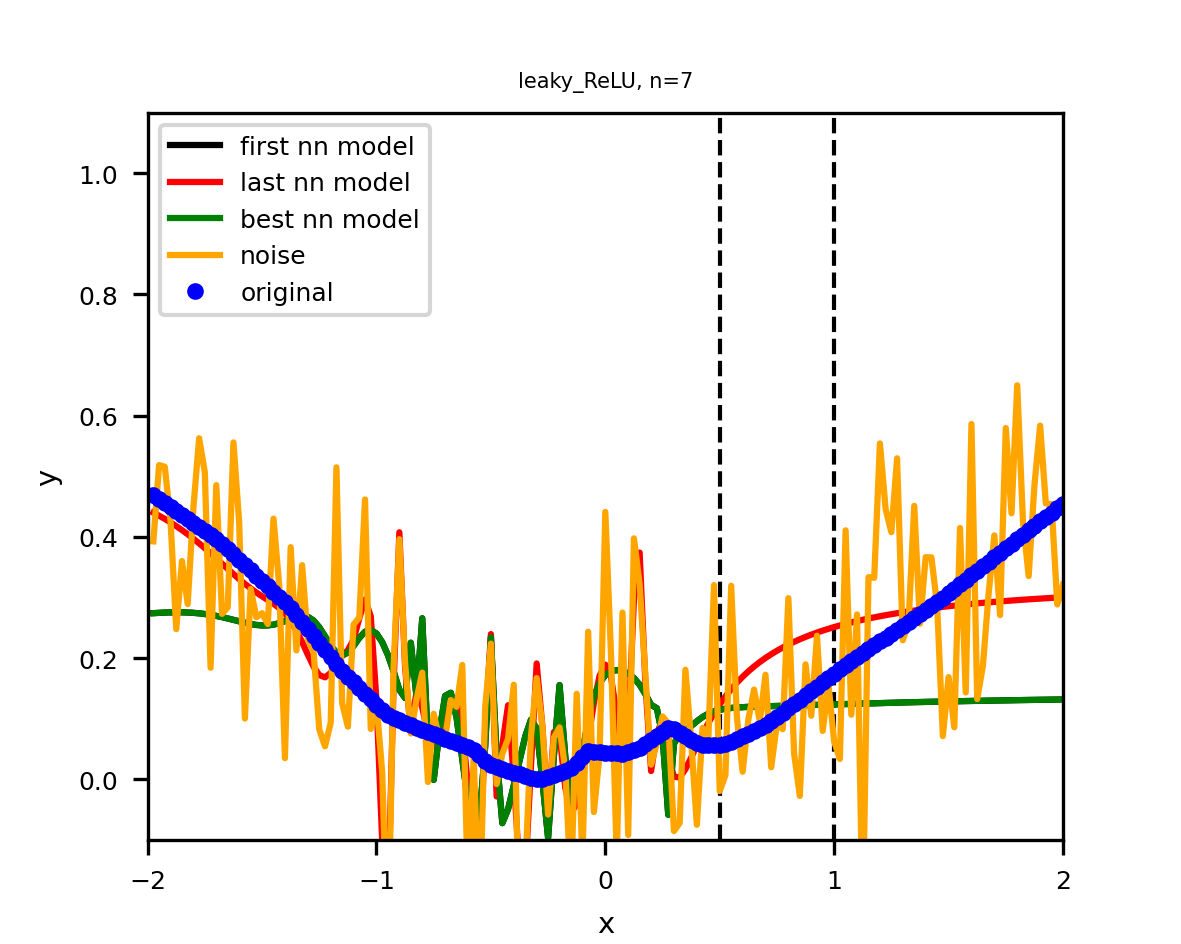 leaky_ReLU, n=7
first nn model
last nn model
best nn model
noise
original
1.0
0.8
0.6
0.4
0.2
0.0
y
−2
−1
0
1
2
x